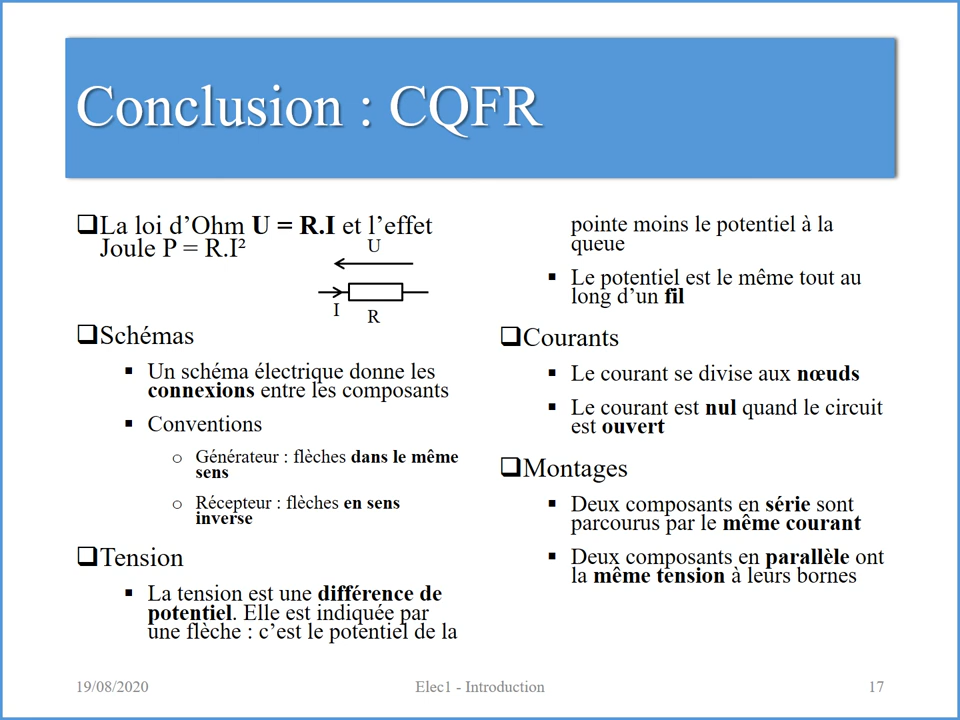 Conclusion : CQFR
La loi d’Ohm U = R.I et l’effet
Joule P = R.I²
U
I
R
Schémas
Un schéma électrique donne les
connexions entre les composants
Conventions
Générateur : flèches dans le même
sens
Récepteur : flèches en sens
inverse
Tension
La tension est une différence de
potentiel. Elle est indiquée par
une flèche : c’est le potentiel de la
pointe moins le potentiel à la
queue
Le potentiel est le même tout au
long d’un fil
Courants
Le courant se divise aux nœuds
Le courant est nul quand le circuit
est ouvert
Montages
Deux composants en série sont
parcourus par le même courant
Deux composants en parallèle ont
la même tension à leurs bornes
19/08/2020
Elec1 - Introduction
17